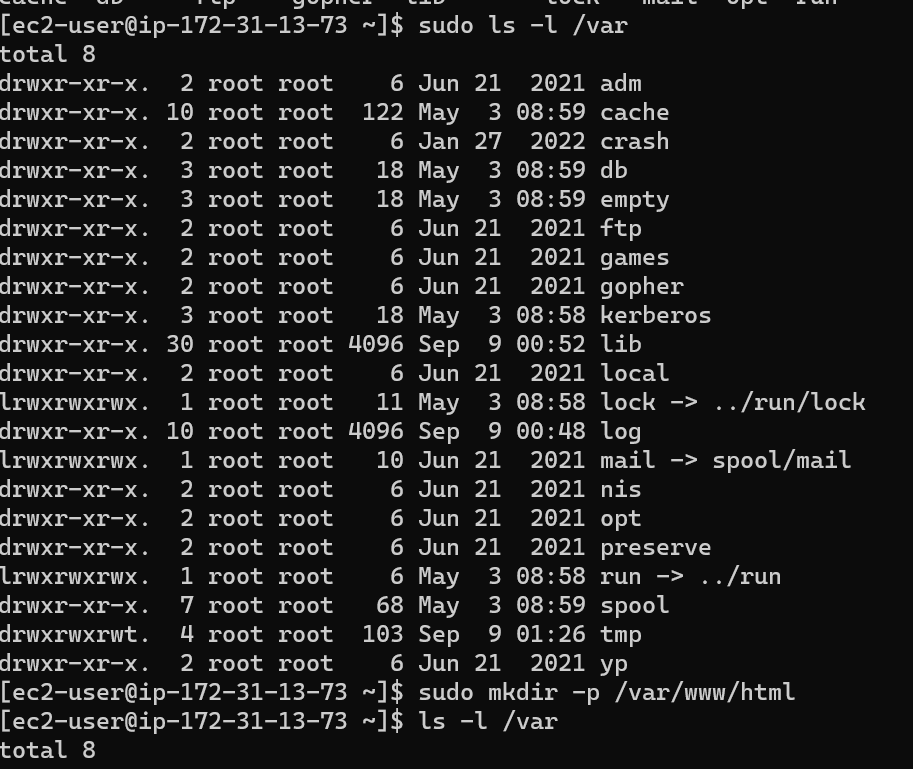 [ec2-user@ip-172-31-13-73 ~]$ sudo ls -l /var
total 8
drwxr-xr-x.  2 root root    6 Jun 21  2021 adm
drwxr-xr-x. 10 root root  122 May  3 08:59 cache
drwxr-xr-x.  2 root root    6 Jan 27  2022 crash
drwxr-xr-x.  3 root root   18 May  3 08:59 db
drwxr-xr-x.  3 root root   18 May  3 08:59 empty
drwxr-xr-x.  2 root root    6 Jun 21  2021 ftp
drwxr-xr-x.  2 root root    6 Jun 21  2021 games
drwxr-xr-x.  2 root root    6 Jun 21  2021 gopher
drwxr-xr-x.  3 root root   18 May  3 08:58 kerberos
drwxr-xr-x. 30 root root 4096 Sep  9 00:52 lib
drwxr-xr-x.  2 root root    6 Jun 21  2021 local
lrwxrwxrwx.  1 root root   11 May  3 08:58 lock -> ../run/lock
drwxr-xr-x. 10 root root 4096 Sep  9 00:48 log
lrwxrwxrwx.  1 root root   10 Jun 21  2021 mail -> spool/mail
drwxr-xr-x.  2 root root    6 Jun 21  2021 nis
drwxr-xr-x.  2 root root    6 Jun 21  2021 opt
drwxr-xr-x.  2 root root    6 Jun 21  2021 preserve
lrwxrwxrwx.  1 root root    6 May  3 08:58 run -> ../run
drwxr-xr-x.  7 root root   68 May  3 08:59 spool
drwxrwxrwt.  4 root root  103 Sep  9 01:26 tmp
drwxr-xr-x.  2 root root    6 Jun 21  2021 yp
[ec2-user@ip-172-31-13-73 ~]$ sudo mkdir -p /var/www/html
[ec2-user@ip-172-31-13-73 ~]$ ls -l /var
total 8